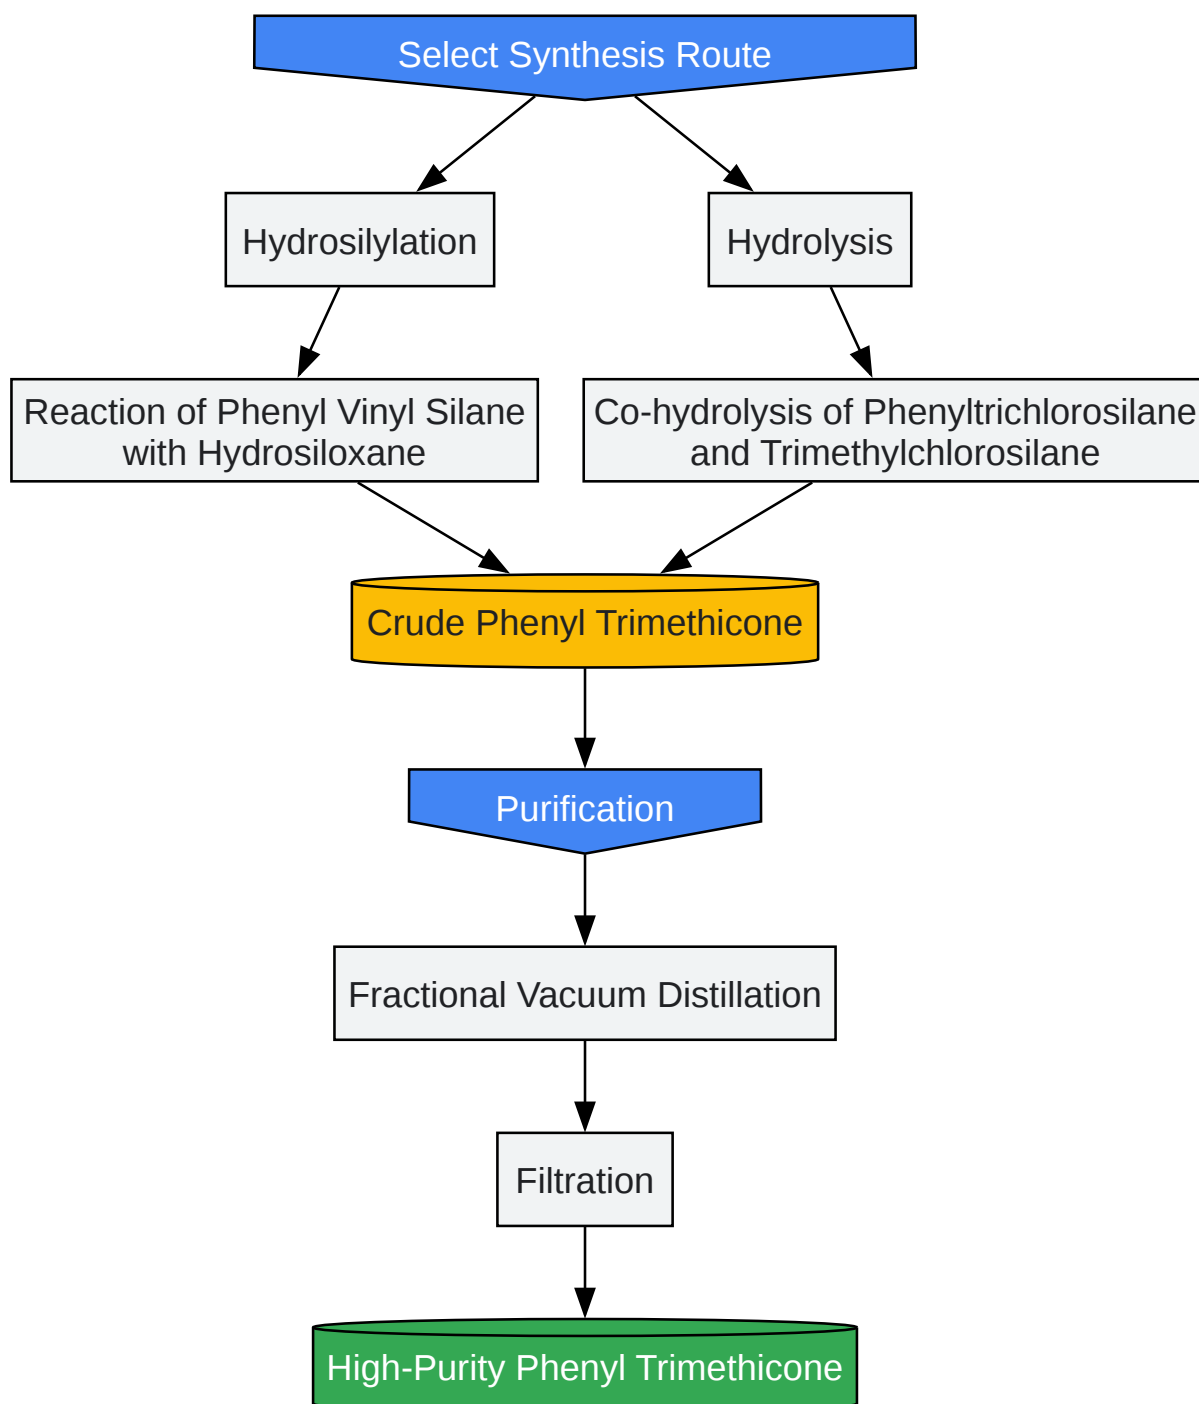 Select Synthesis Route
Hydrosilylation
Hydrolysis
Reaction of Phenyl Vinyl Silane
with Hydrosiloxane
Co-hydrolysis of Phenyltrichlorosilane
and Trimethylchlorosilane
Crude Phenyl Trimethicone
Purification
Fractional Vacuum Distillation
Filtration
High-Purity Phenyl Trimethicone